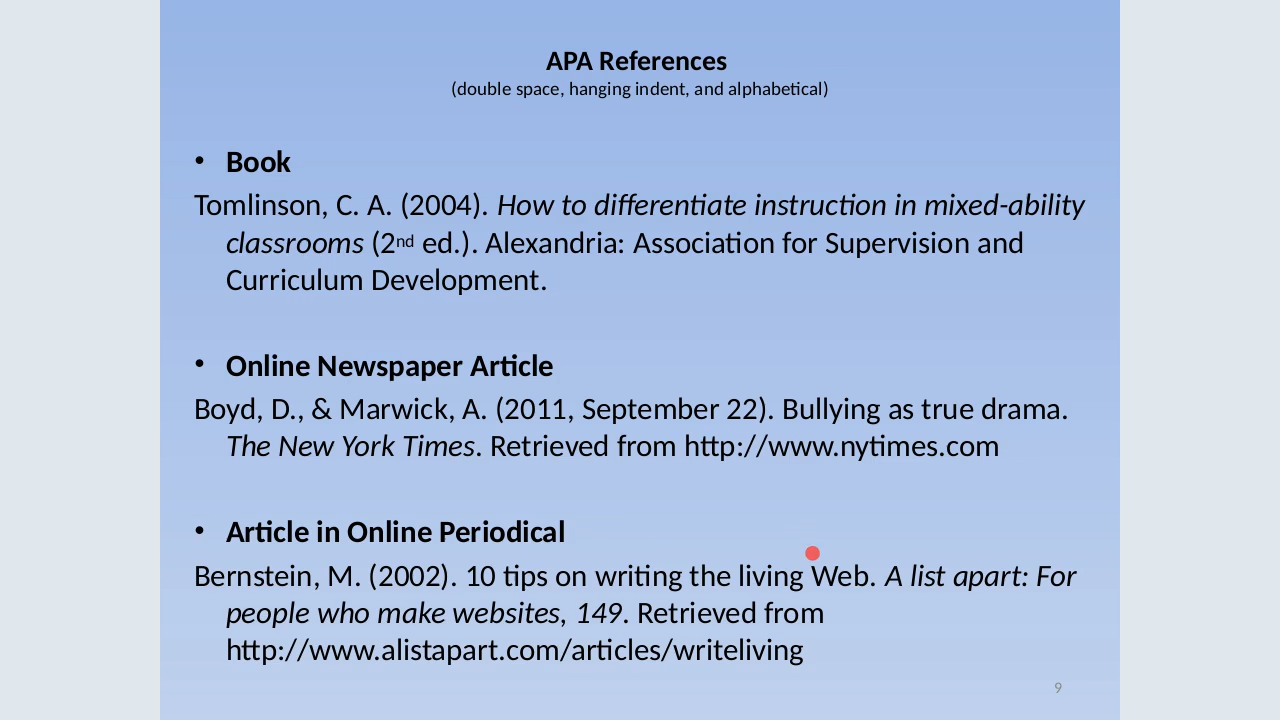 APA References
(double space, hanging indent, and alphabetical)
• Book
Tomlinson, C. A. (2004). How to differentiate instruction in mixed-ability
classrooms (2nd ed.). Alexandria: Association for Supervision and
Curriculum Development.
• Online Newspaper Article
Boyd, D., & Marwick, A. (2011, September 22). Bullying as true drama.
The New York Times. Retrieved from http://www.nytimes.com
• Article in Online Periodical
Bernstein, M. (2002). 10 tips on writing the living Web. A list apart: For
people who make websites, 149. Retrieved from
http://www.alistapart.com/articles/writeliving
9